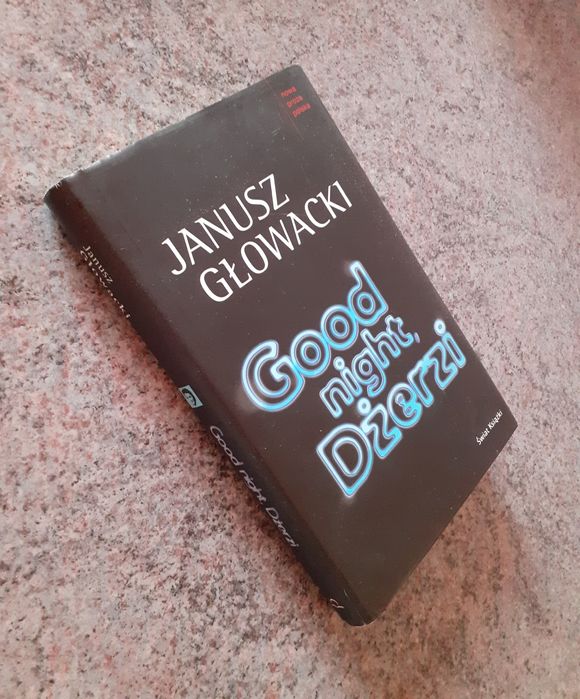 nowa
proza
polska
JANUSZ
GŁOWACKI
Good
night,
Dżerzi
Świat Książki
Janusz
Głowacki
Good night, Dżerzi